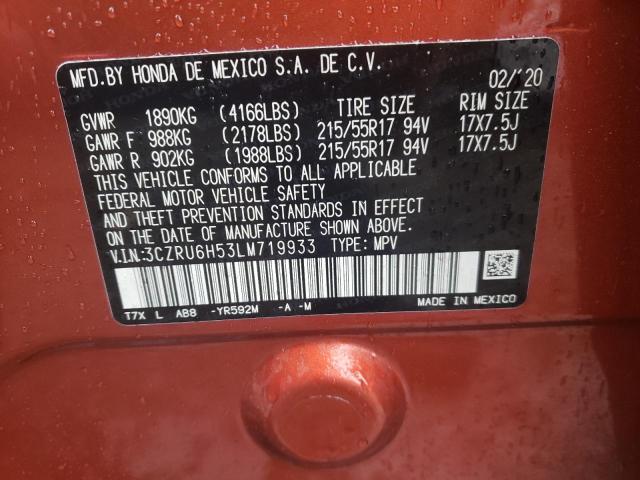 MFD.BY HONDA DE MEXICO S.A. DE C.V. 02/'20
GVWR 1890KG (4166LBS) TIRE SIZE RIM SIZE
GAWR F 988KG (2178LBS) 215/55R17 94V 17X7.5J
GAWR R 902KG (1988LBS) 215/55R17 94V 17X7.5J
THIS VEHICLE CONFORMS TO ALL APPLICABLE
FEDERAL MOTOR VEHICLE SAFETY
AND THEFT PREVENTION STANDARDS IN EFFECT
ON THE DATE OF MANUFACTURE SHOWN ABOVE.
V.I.N:3CZRU6H53LM719933 TYPE: MPV
T7X L AB8 -YR592M -A -M MADE IN MEXICO